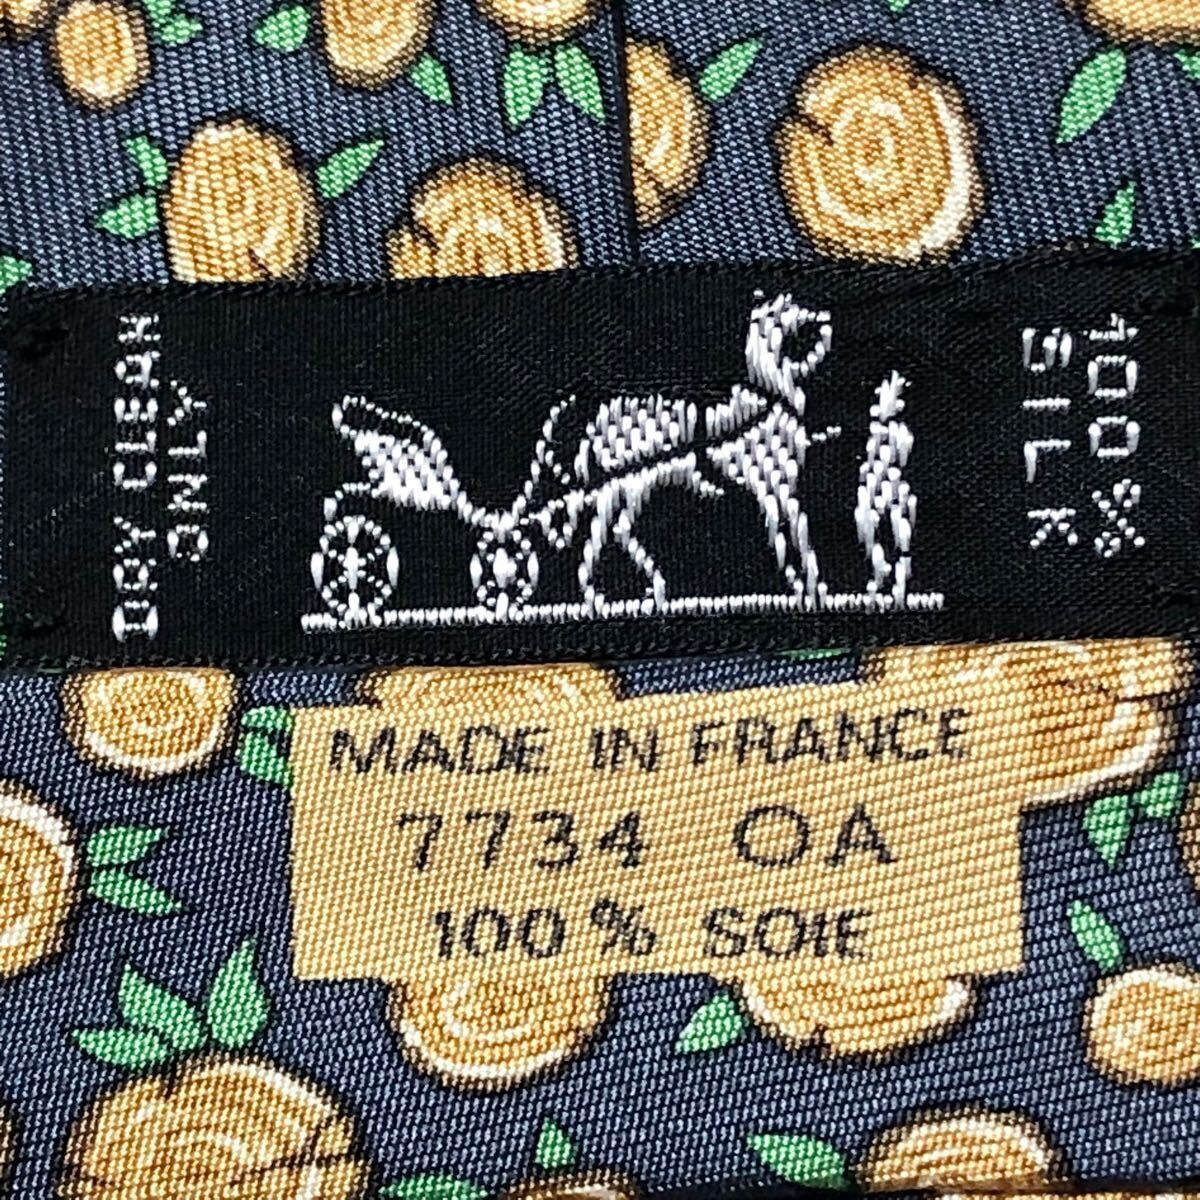 DRY CLEAN
ONLY
100%
SILK
MADE IN FRANCE
7734 OA
100% SOIE